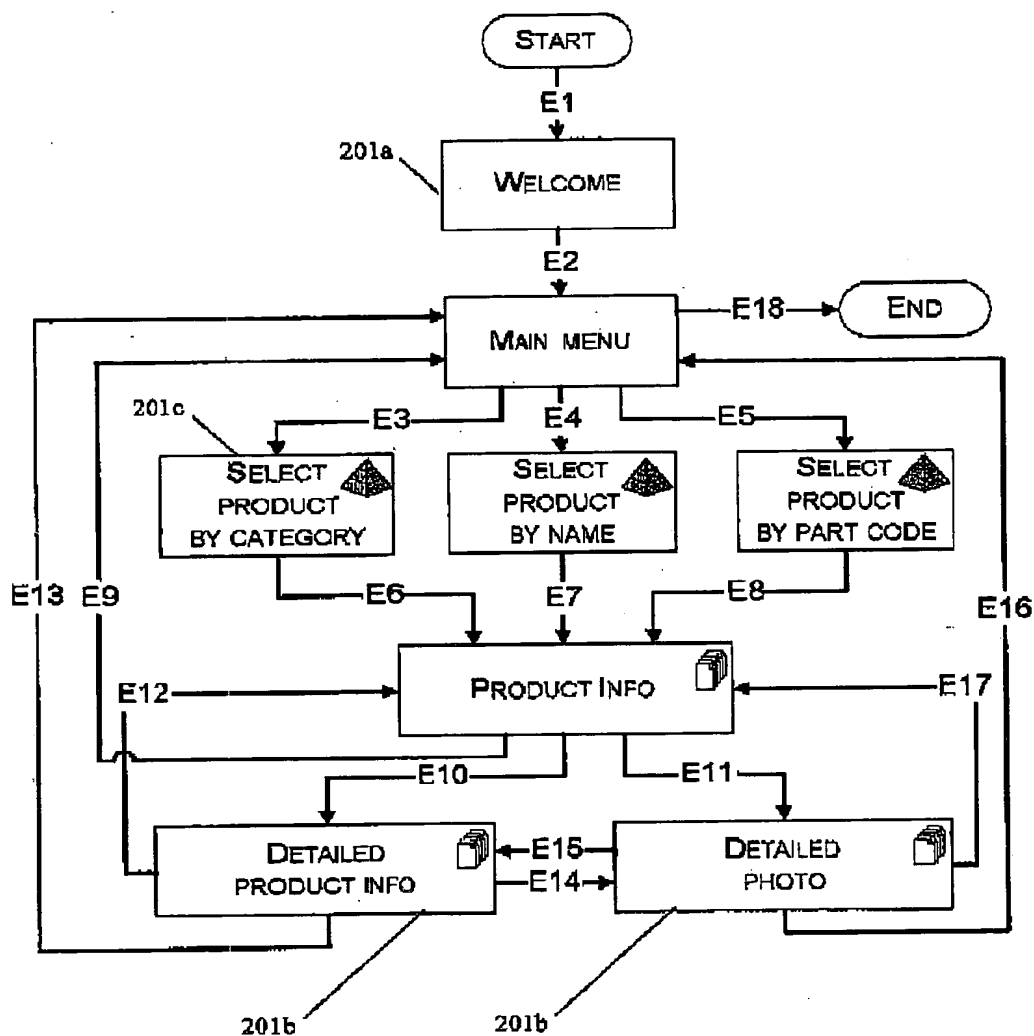 START
E1
201a
WELCOME
E2
MAIN MENU
E18
END
201c
E3
E4
E5
SELECT
PRODUCT
BY CATEGORY
SELECT
PRODUCT
BY NAME
SELECT
PRODUCT
BY PART CODE
E13
E9
E6
E7
E8
E16
E12
PRODUCT INFO
E17
E10
E11
DETAILED
PRODUCT INFO
E15
E14
DETAILED
PHOTO
201b
201b